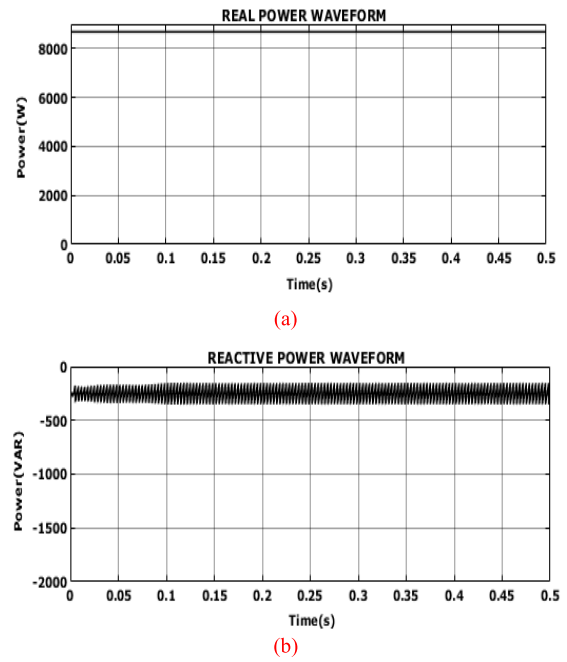 REAL POWER WAVEFORM
8000
6000
4000
2000
0
Power(W)
0 0.05 0.1 0.15 0.2 0.25 0.3 0.35 0.4 0.45 0.5
Time(s)
(a)
REACTIVE POWER WAVEFORM
0
-500
-1000
-1500
-2000
Power(VAR)
0 0.05 0.1 0.15 0.2 0.25 0.3 0.35 0.4 0.45 0.5
Time(s)
(b)